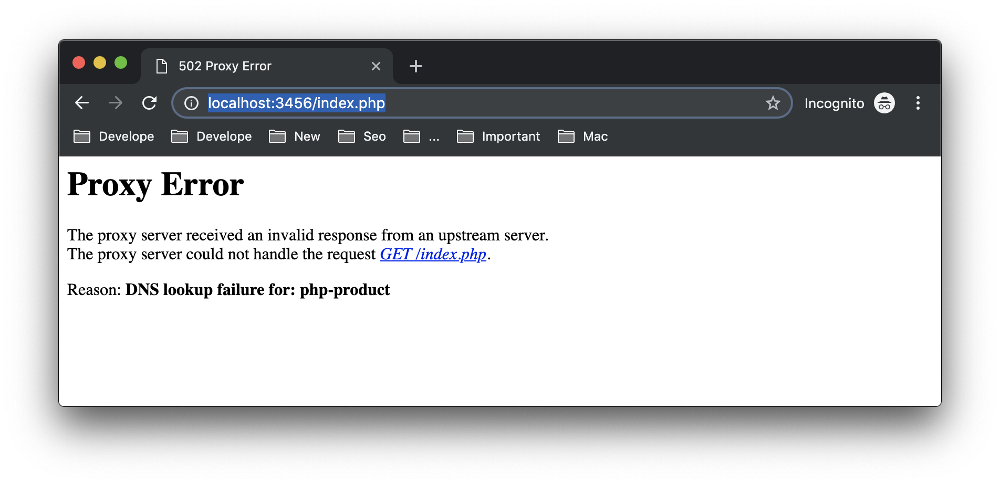 502 Proxy Error
localhost:3456/index.php
Incognito
Develope Develope New Seo ... Important Mac
Proxy Error
The proxy server received an invalid response from an upstream server.
The proxy server could not handle the request GET /index.php.
Reason: DNS lookup failure for: php-product